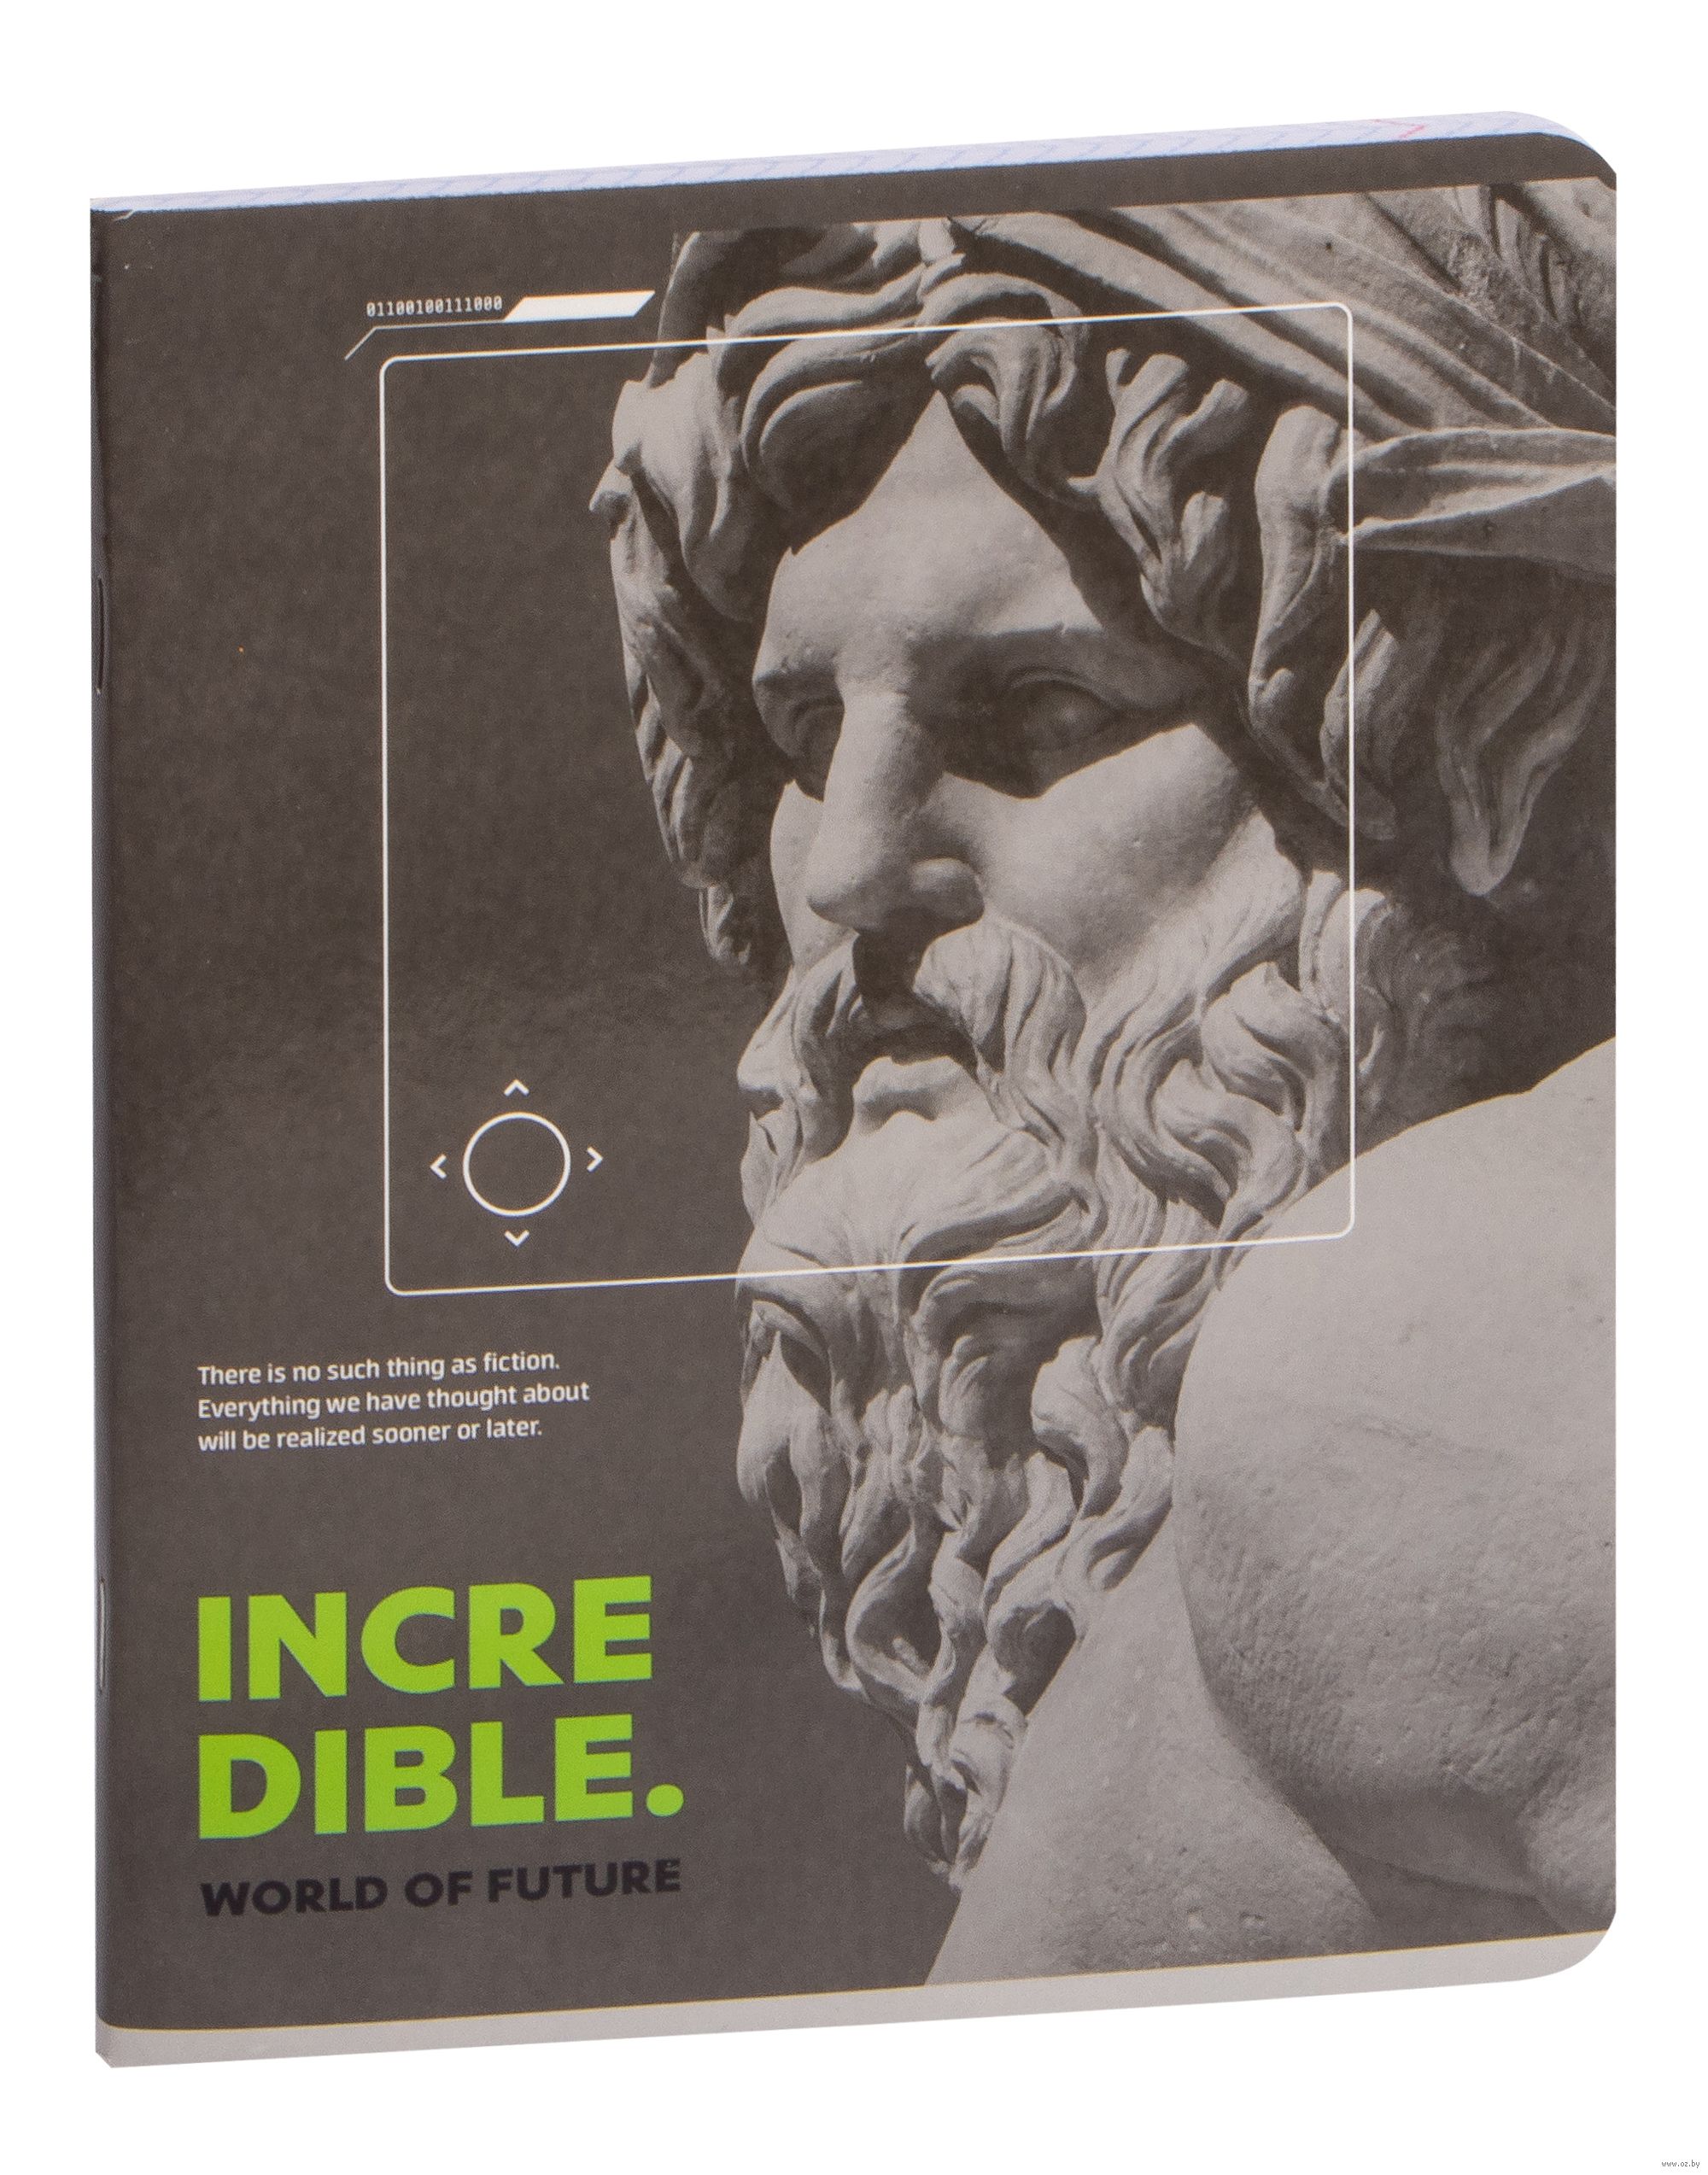 01100100111000
There is no such thing as fiction.
Everything we have thought about
will be realized sooner or later.
INCRE
DIBLE.
WORLD OF FUTURE
www.oz.by